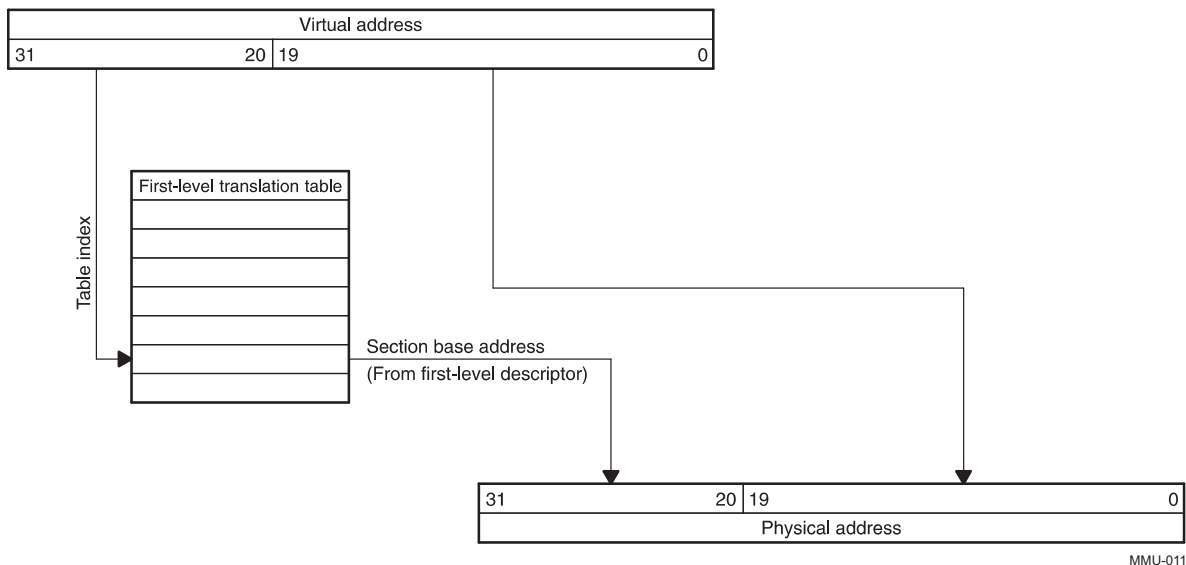 Virtual address
31 20 19 0
First-level translation table
Table index
Section base address
(From first-level descriptor)
31 20 19 0
Physical address
MMU-011